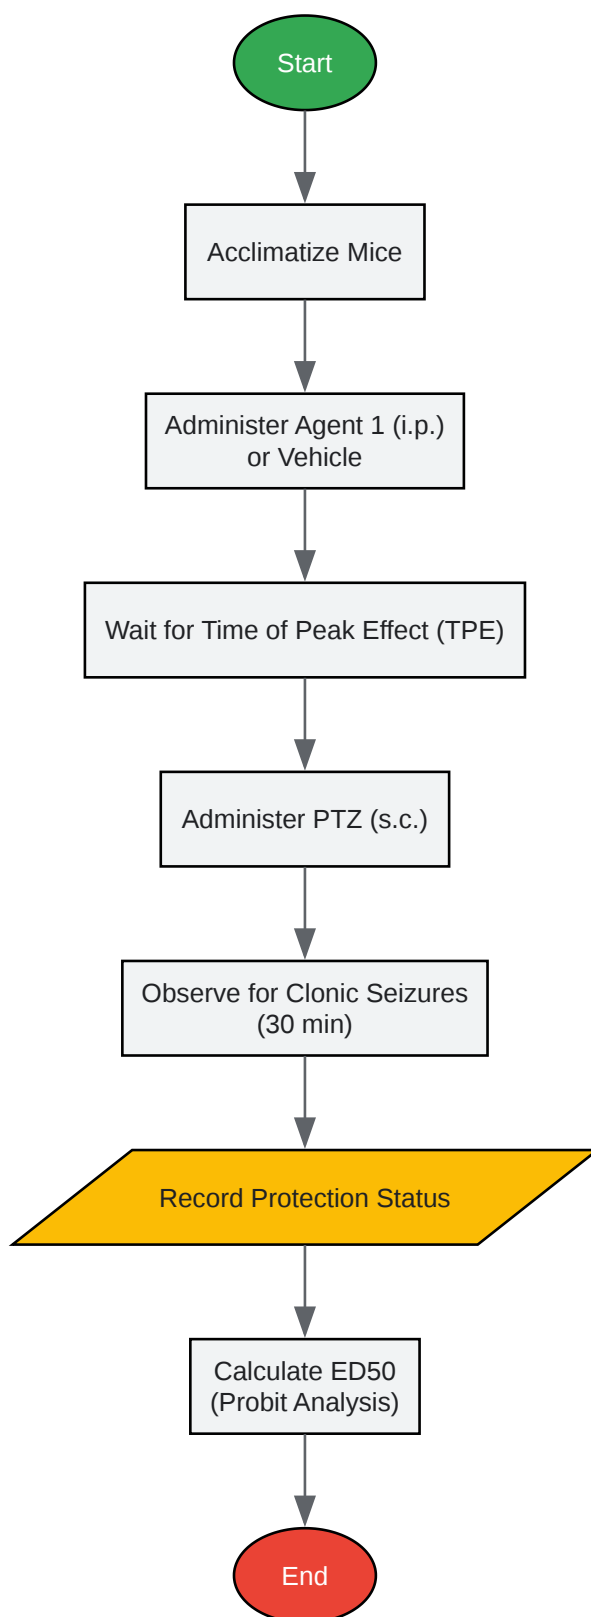 Start
Acclimatize Mice
Administer Agent 1 (i.p.)
or Vehicle
Wait for Time of Peak Effect (TPE)
Administer PTZ (s.c.)
Observe for Clonic Seizures
(30 min)
Record Protection Status
Calculate ED50
(Probit Analysis)
End